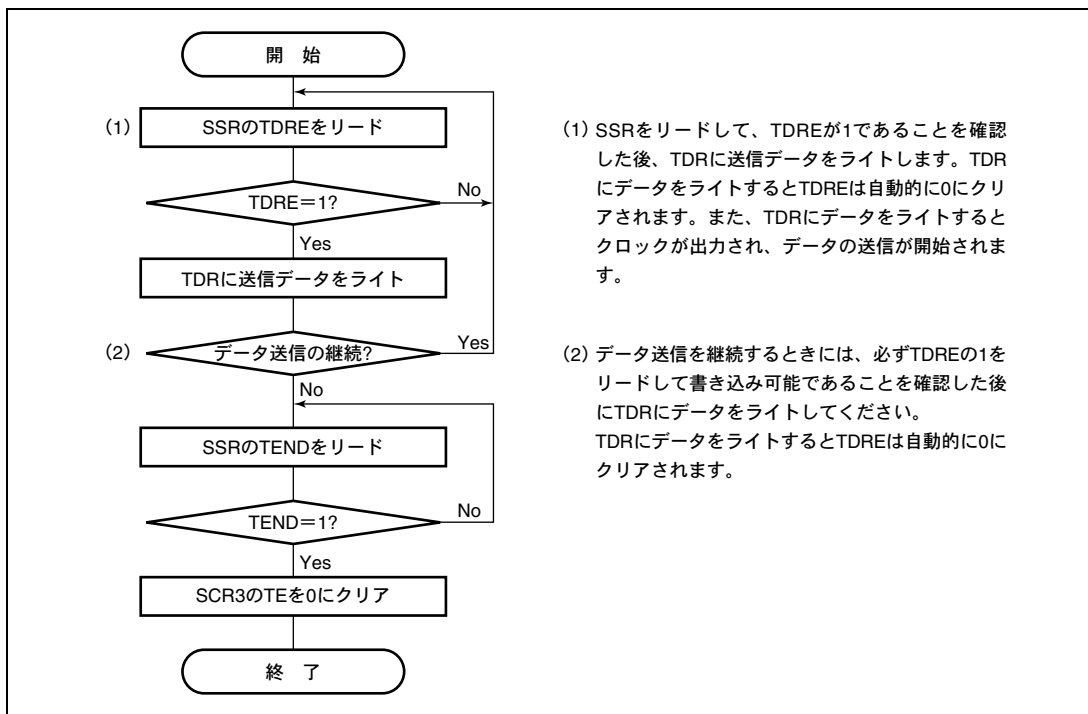 開　始
(1)
SSRのTDREをリード
TDRE＝1?
No
Yes
TDRに送信データをライト
(2)
データ送信の継続?
Yes
No
SSRのTENDをリード
TEND＝1?
No
Yes
SCR3のTEを0にクリア
終　了
(1) SSRをリードして、TDREが1であることを確認
した後、TDRに送信データをライトします。TDR
にデータをライトするとTDREは自動的に0にクリ
アされます。また、TDRにデータをライトすると
クロックが出力され、データの送信が開始されま
す。
(2) データ送信を継続するときには、必ずTDREの1を
リードして書き込み可能であることを確認した後
にTDRにデータをライトしてください。
TDRにデータをライトするとTDREは自動的に0に
クリアされます。